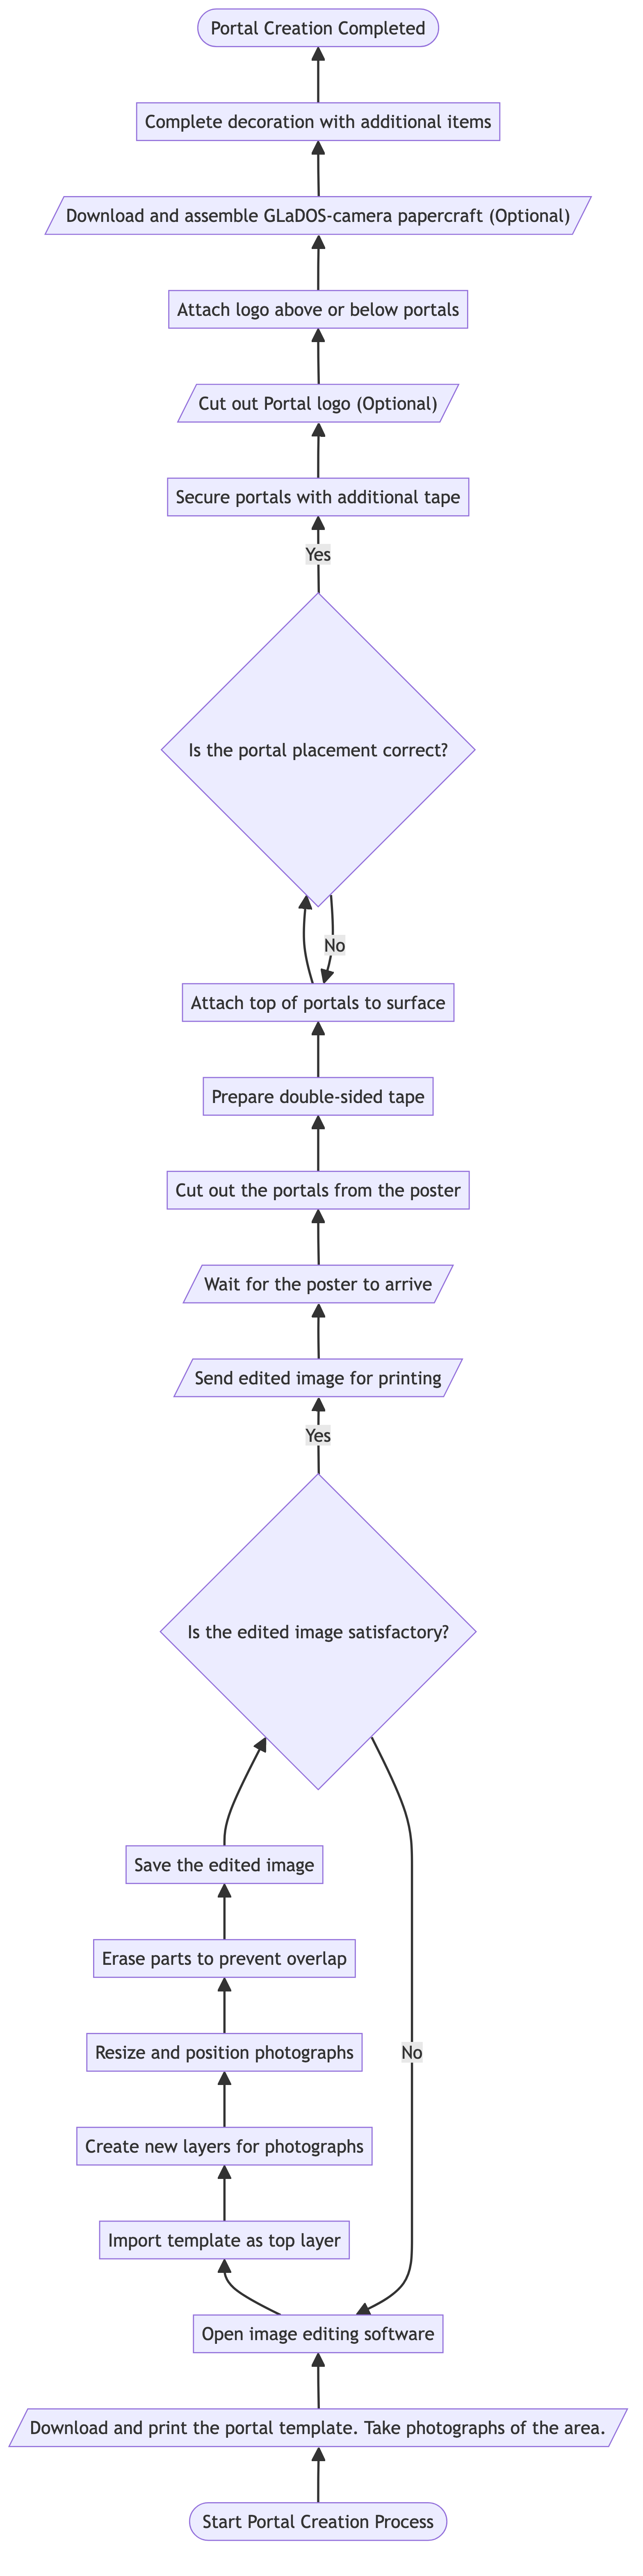 Portal Creation Completed
Complete decoration with additional items
Download and assemble GLaDOS-camera papercraft (Optional)
Attach logo above or below portals
Cut out Portal logo (Optional)
Secure portals with additional tape
Yes
Is the portal placement correct?
No
Attach top of portals to surface
Prepare double-sided tape
Cut out the portals from the poster
Wait for the poster to arrive
Send edited image for printing
Yes
Is the edited image satisfactory?
Save the edited image
Erase parts to prevent overlap
Resize and position photographs
No
Create new layers for photographs
Import template as top layer
Open image editing software
Download and print the portal template. Take photographs of the area.
Start Portal Creation Process